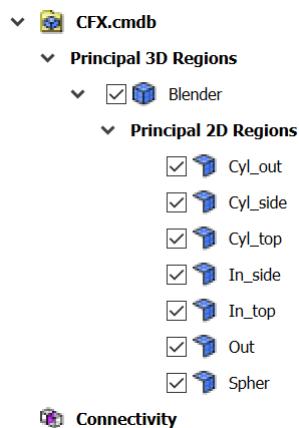 CFX.cmdb
Principal 3D Regions
Blender
Principal 2D Regions
Cyl_out
Cyl_side
Cyl_top
In_side
In_top
Out
Spher
Connectivity